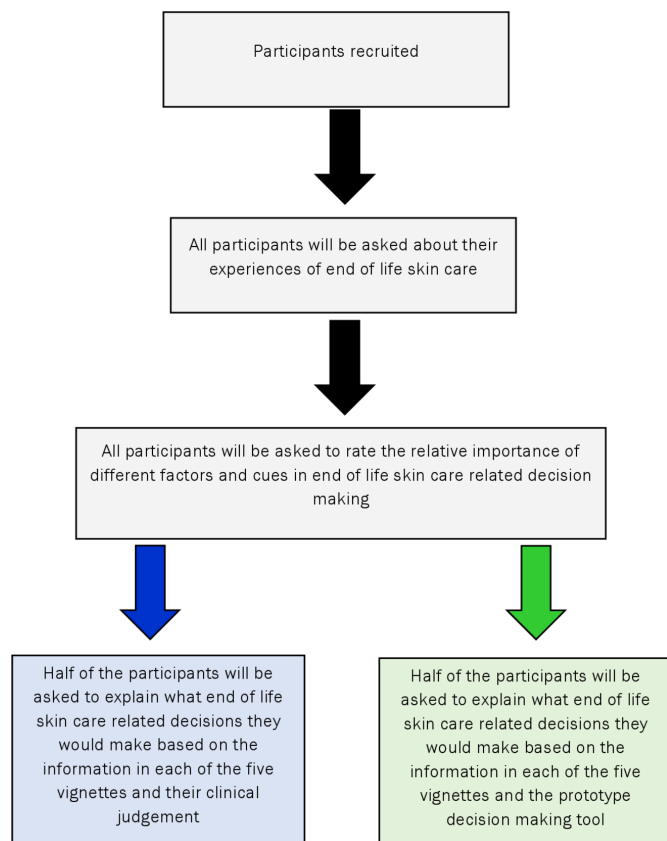 Participants recruited
All participants will be asked about their
experiences of end of life skin care
All participants will be asked to rate the relative importance of
different factors and cues in end of life skin care related decision
making
Half of the participants will be
asked to explain what end of life
skin care related decisions they
would make based on the
information in each of the five
vignettes and their clinical
judgement
Half of the participants will be
asked to explain what end of life
skin care related decisions they
would make based on the
information in each of the five
vignettes and the prototype
decision making tool